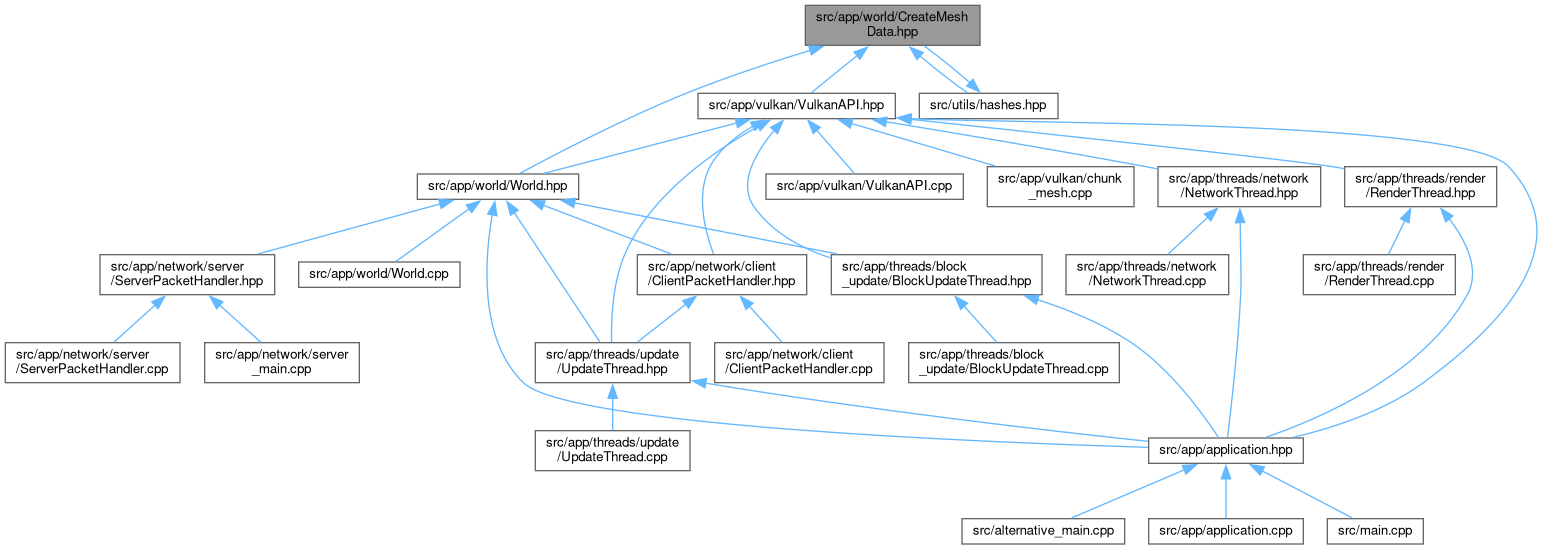 src/app/world/CreateMesh
Data.hpp
src/app/vulkan/VulkanAPI.hpp
src/utils/hashes.hpp
src/app/world/World.hpp
src/app/vulkan/VulkanAPI.cpp
src/app/vulkan/chunk
_mesh.cpp
src/app/threads/network
/NetworkThread.hpp
src/app/threads/render
/RenderThread.hpp
src/app/network/server
/ServerPacketHandler.hpp
src/app/world/World.cpp
src/app/network/client
/ClientPacketHandler.hpp
src/app/threads/block
_update/BlockUpdateThread.hpp
src/app/threads/network
/NetworkThread.cpp
src/app/threads/render
/RenderThread.cpp
src/app/network/server
/ServerPacketHandler.cpp
src/app/network/server
_main.cpp
src/app/threads/update
/UpdateThread.hpp
src/app/network/client
/ClientPacketHandler.cpp
src/app/threads/block
_update/BlockUpdateThread.cpp
src/app/threads/update
/UpdateThread.cpp
src/app/application.hpp
src/alternative_main.cpp
src/app/application.cpp
src/main.cpp